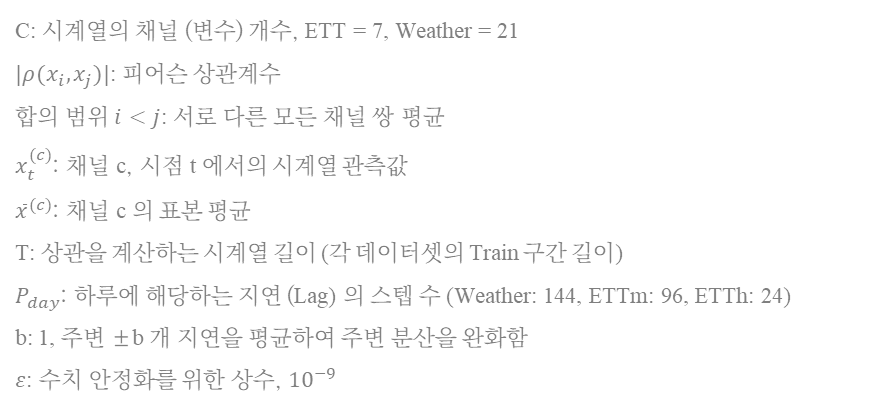 C: 시계열의 채널 (변수) 개수, ETT = 7, Weather = 21
|ρ(xᵢ,xⱼ)|: 피어슨 상관계수
합의 범위 i < j: 서로 다른 모든 채널 쌍 평균
xₜ⁽ᶜ⁾: 채널 c, 시점 t 에서의 시계열 관측값
x̄⁽ᶜ⁾: 채널 c 의 표본 평균
T: 상관을 계산하는 시계열 길이 (각 데이터셋의 Train 구간 길이)
P_day: 하루에 해당하는 지연 (Lag) 의 스텝 수 (Weather: 144, ETTm: 96, ETTh: 24)
b: 1, 주변 ±b 개 지연을 평균하여 주변 분산을 완화함
ε: 수치 안정화를 위한 상수, 10⁻⁹